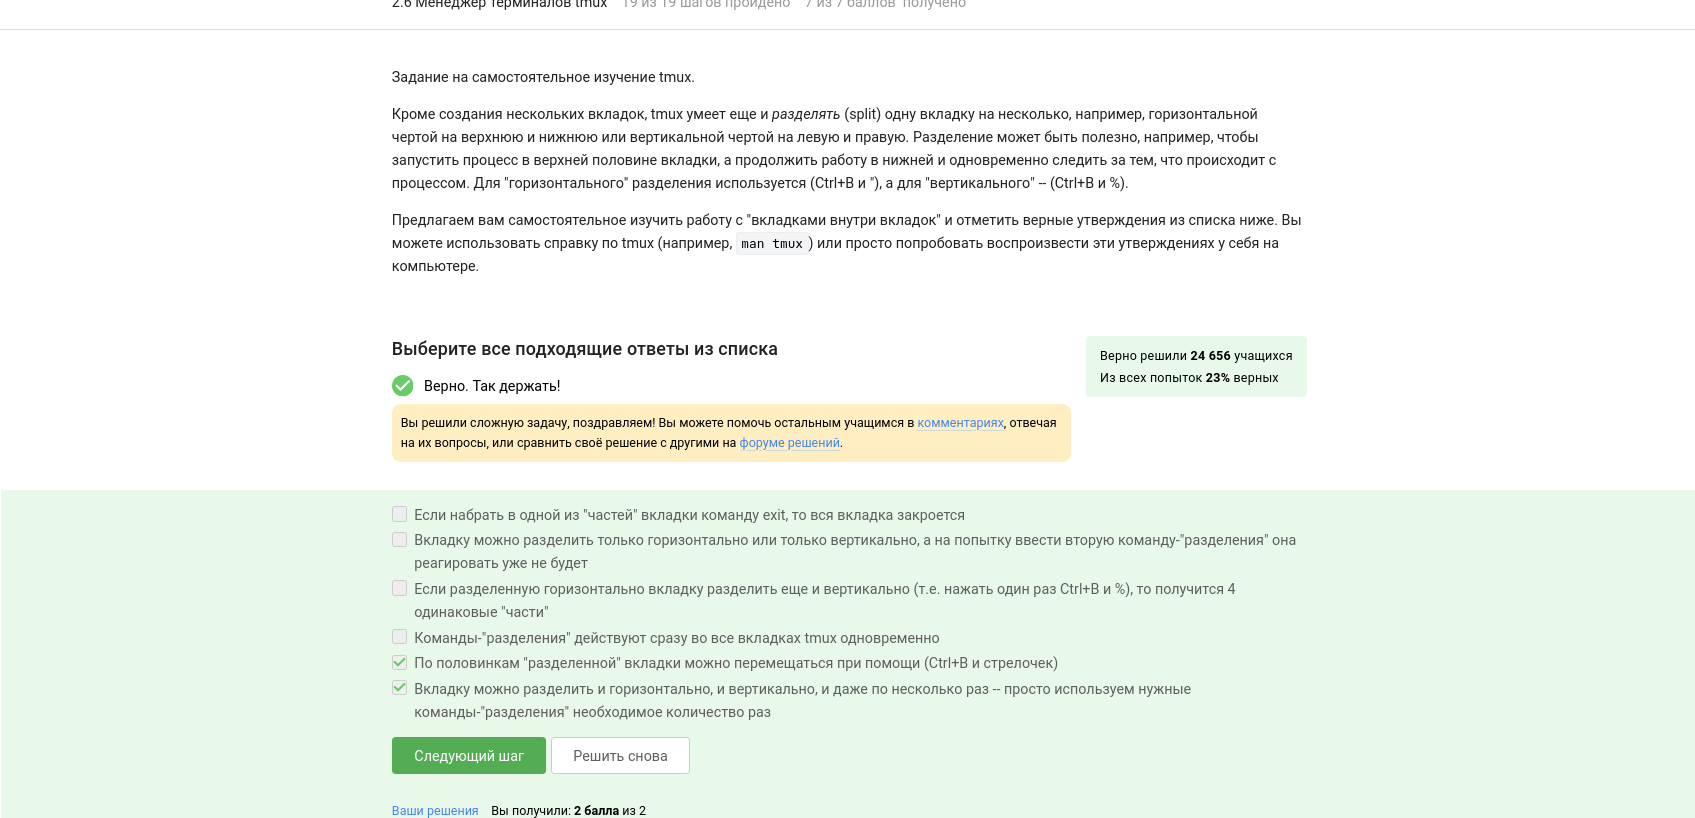 2.6 Менеджер терминалов tmux 19 из 19 шагов пройдено 7 из 7 баллов получено
Задание на самостоятельное изучение tmux.
Кроме создания нескольких вкладок, tmux умеет еще и разделять (split) одну вкладку на несколько, например, горизонтальной
чертой на верхнюю и нижнюю или вертикальной чертой на левую и правую. Разделение может быть полезно, например, чтобы
запустить процесс в верхней половине вкладки, а продолжить работу в нижней и одновременно следить за тем, что происходит с
процессом. Для "горизонтального" разделения используется (Ctrl+B и "), а для "вертикального" -- (Ctrl+B и %).
Предлагаем вам самостоятельное изучить работу с "вкладками внутри вкладок" и отметить верные утверждения из списка ниже. Вы
можете использовать справку по tmux (например, man tmux) или просто попробовать воспроизвести эти утверждениях у себя на
компьютере.
Выберите все подходящие ответы из списка
Верно. Так держать!
Верно решили 24 656 учащихся
Из всех попыток 23% верных
Вы решили сложную задачу, поздравляем! Вы можете помочь остальным учащимся в комментариях, отвечая
на их вопросы, или сравнить своё решение с другими на форуме решений.
Если набрать в одной из "частей" вкладки команду exit, то вся вкладка закроется
Вкладку можно разделить только горизонтально или только вертикально, а на попытку ввести вторую команду-"разделения" она
реагировать уже не будет
Если разделенную горизонтально вкладку разделить еще и вертикально (т.е. нажать один раз Ctrl+B и %), то получится 4
одинаковые "части"
Команды-"разделения" действуют сразу во все вкладках tmux одновременно
По половинкам "разделенной" вкладки можно перемещаться при помощи (Ctrl+B и стрелочек)
Вкладку можно разделить и горизонтально, и вертикально, и даже по несколько раз -- просто используем нужные
команды-"разделения" необходимое количество раз
Следующий шаг Решить снова
Ваши решения Вы получили: 2 балла из 2